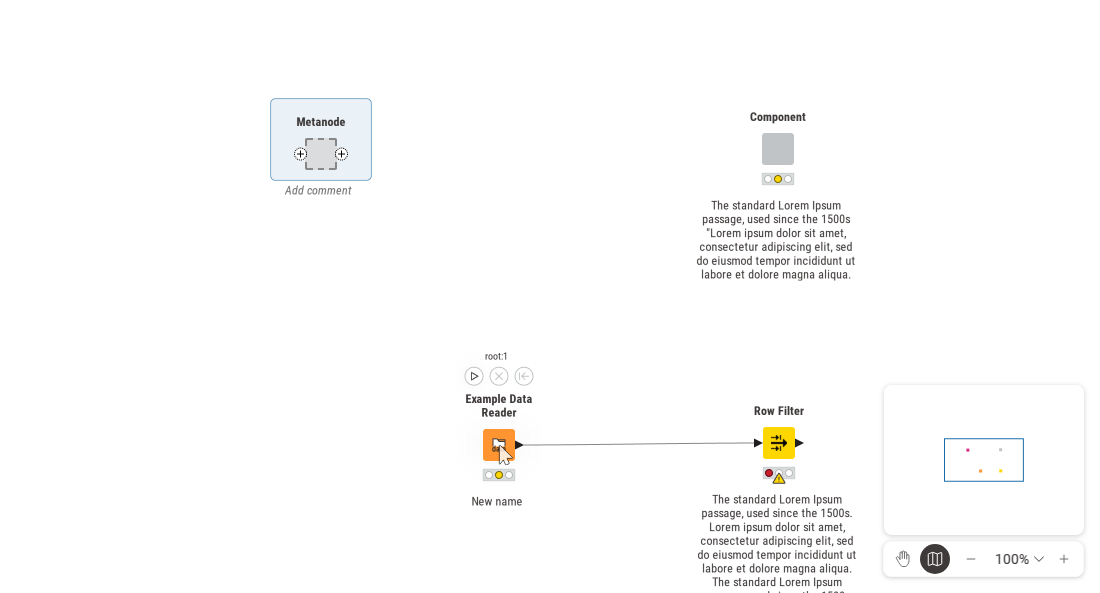 Metanode
Add comment
Component
The standard Lorem Ipsum
passage, used since the 1500s
"Lorem ipsum dolor sit amet,
consectetur adipiscing elit, sed
do eiusmod tempor incididunt ut
labore et dolore magna aliqua.
root:1
Example Data
Reader
New name
Row Filter
The standard Lorem Ipsum
passage, used since the 1500s.
Lorem ipsum dolor sit amet,
consectetur adipiscing elit, sed
do eiusmod tempor incididunt ut
labore et dolore magna aliqua.
The standard Lorem Ipsum
100%